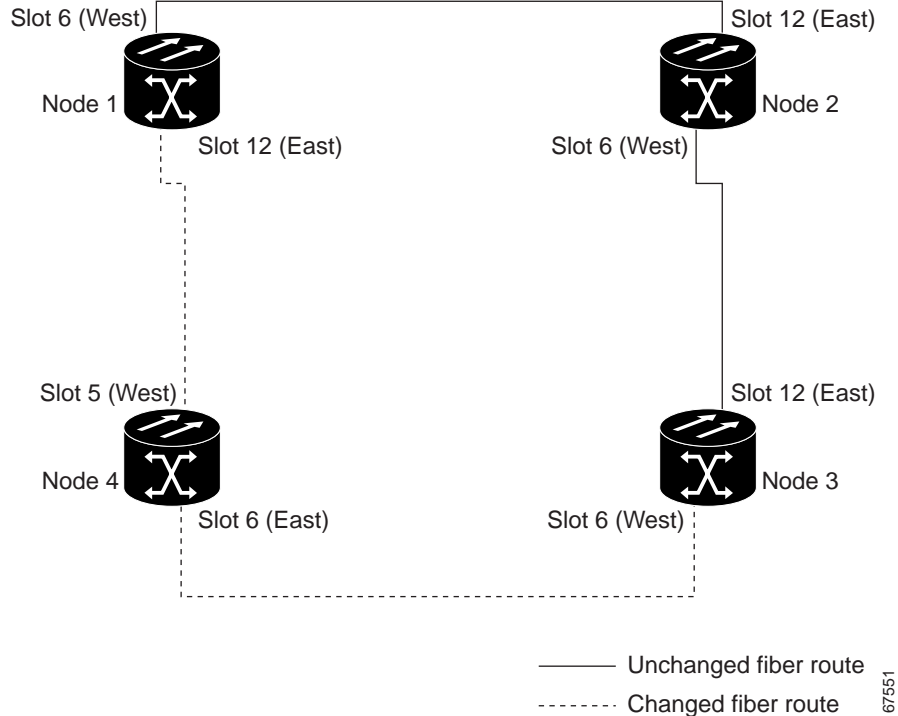 Slot 6 (West)
Slot 12 (East)
Node 1
Node 2
Slot 12 (East)
Slot 6 (West)
Slot 5 (West)
Slot 12 (East)
Node 4
Node 3
Slot 6 (East)
Slot 6 (West)
Unchanged fiber route
Changed fiber route
67551